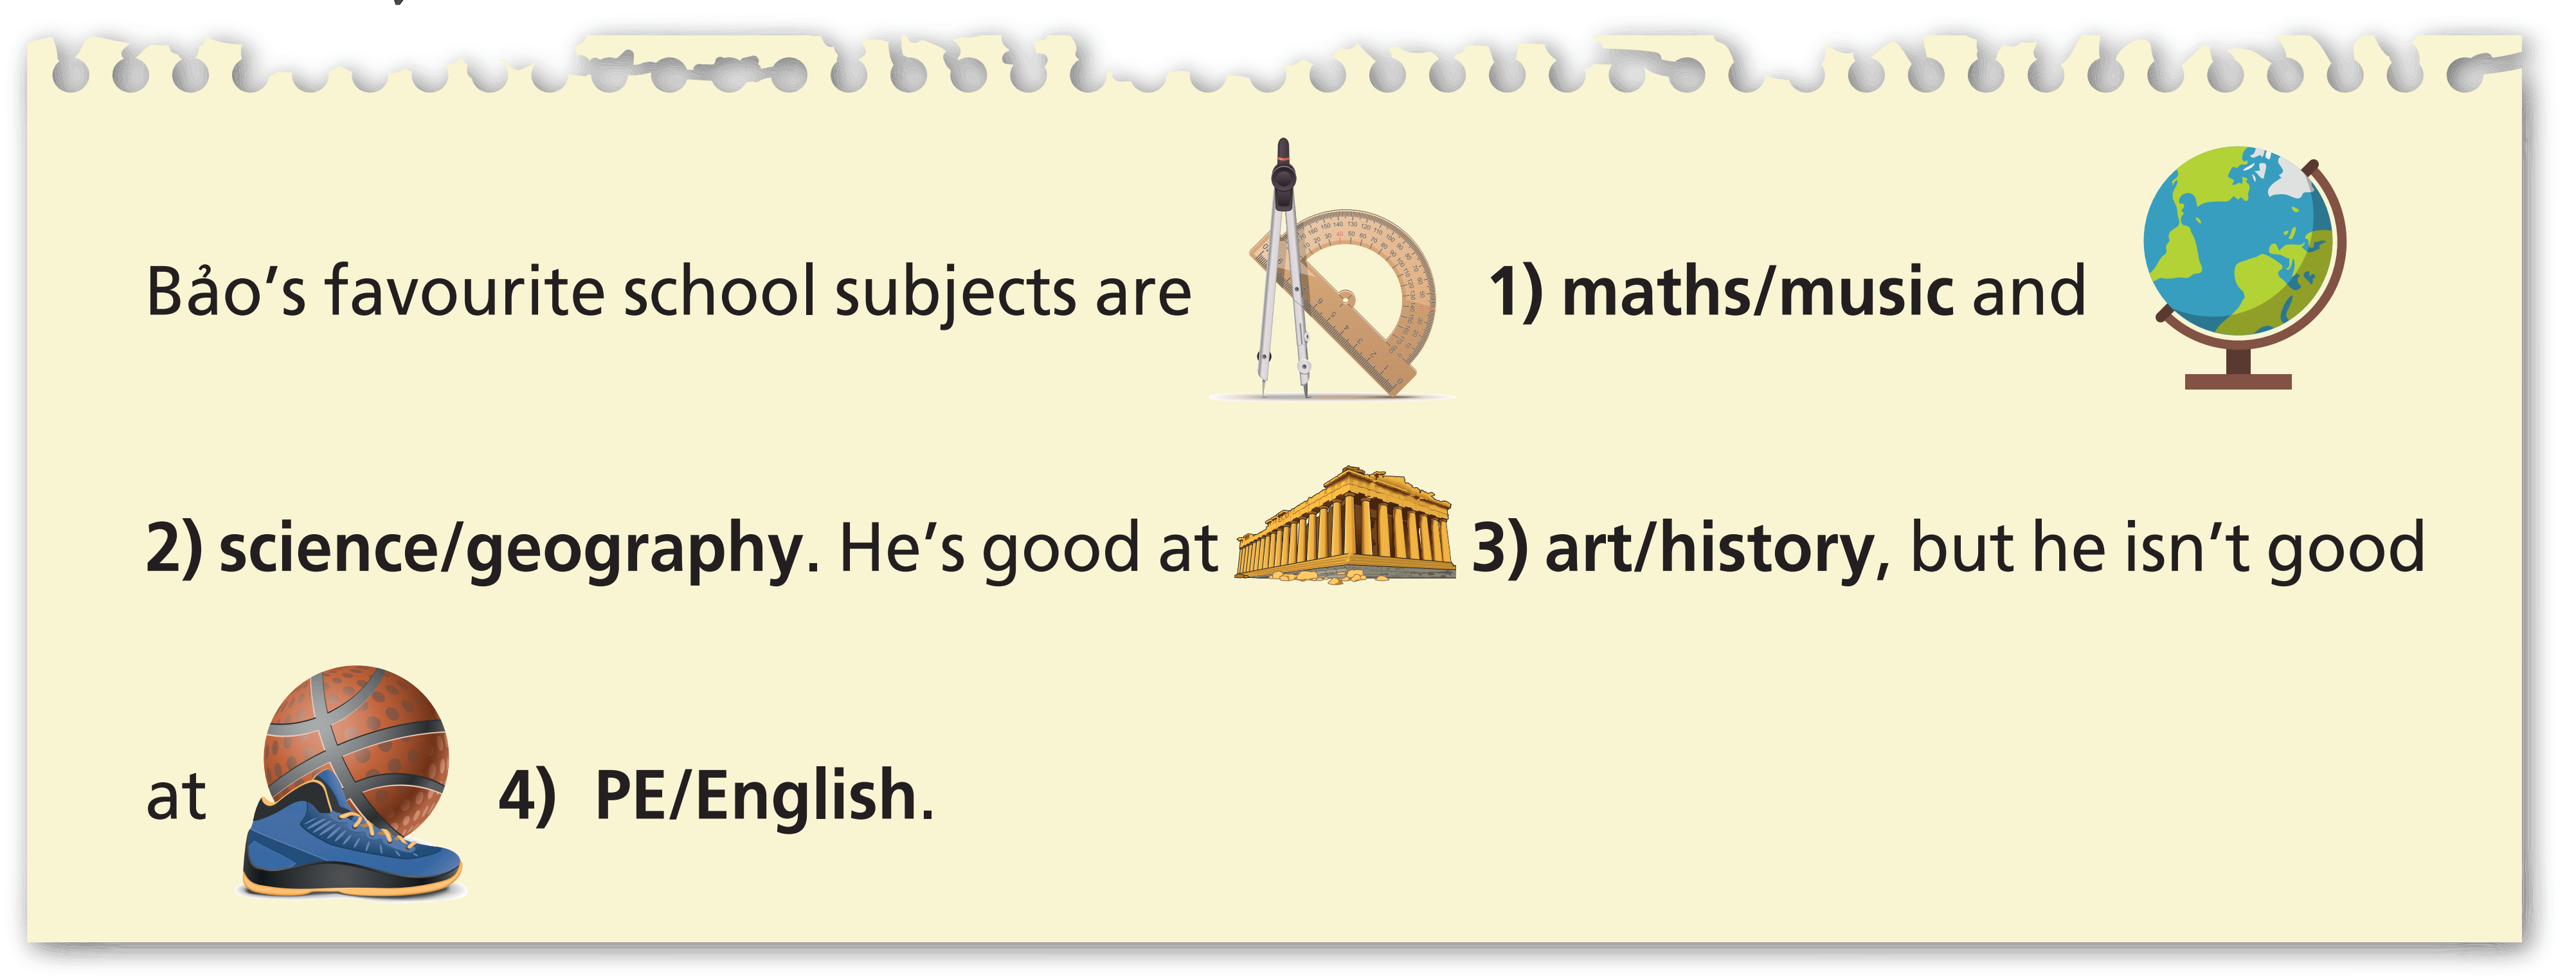 Bảo's favourite school subjects are 1) maths/music and
2) science/geography. He's good at 3) art/history, but he isn't good
at 4) PE/English.